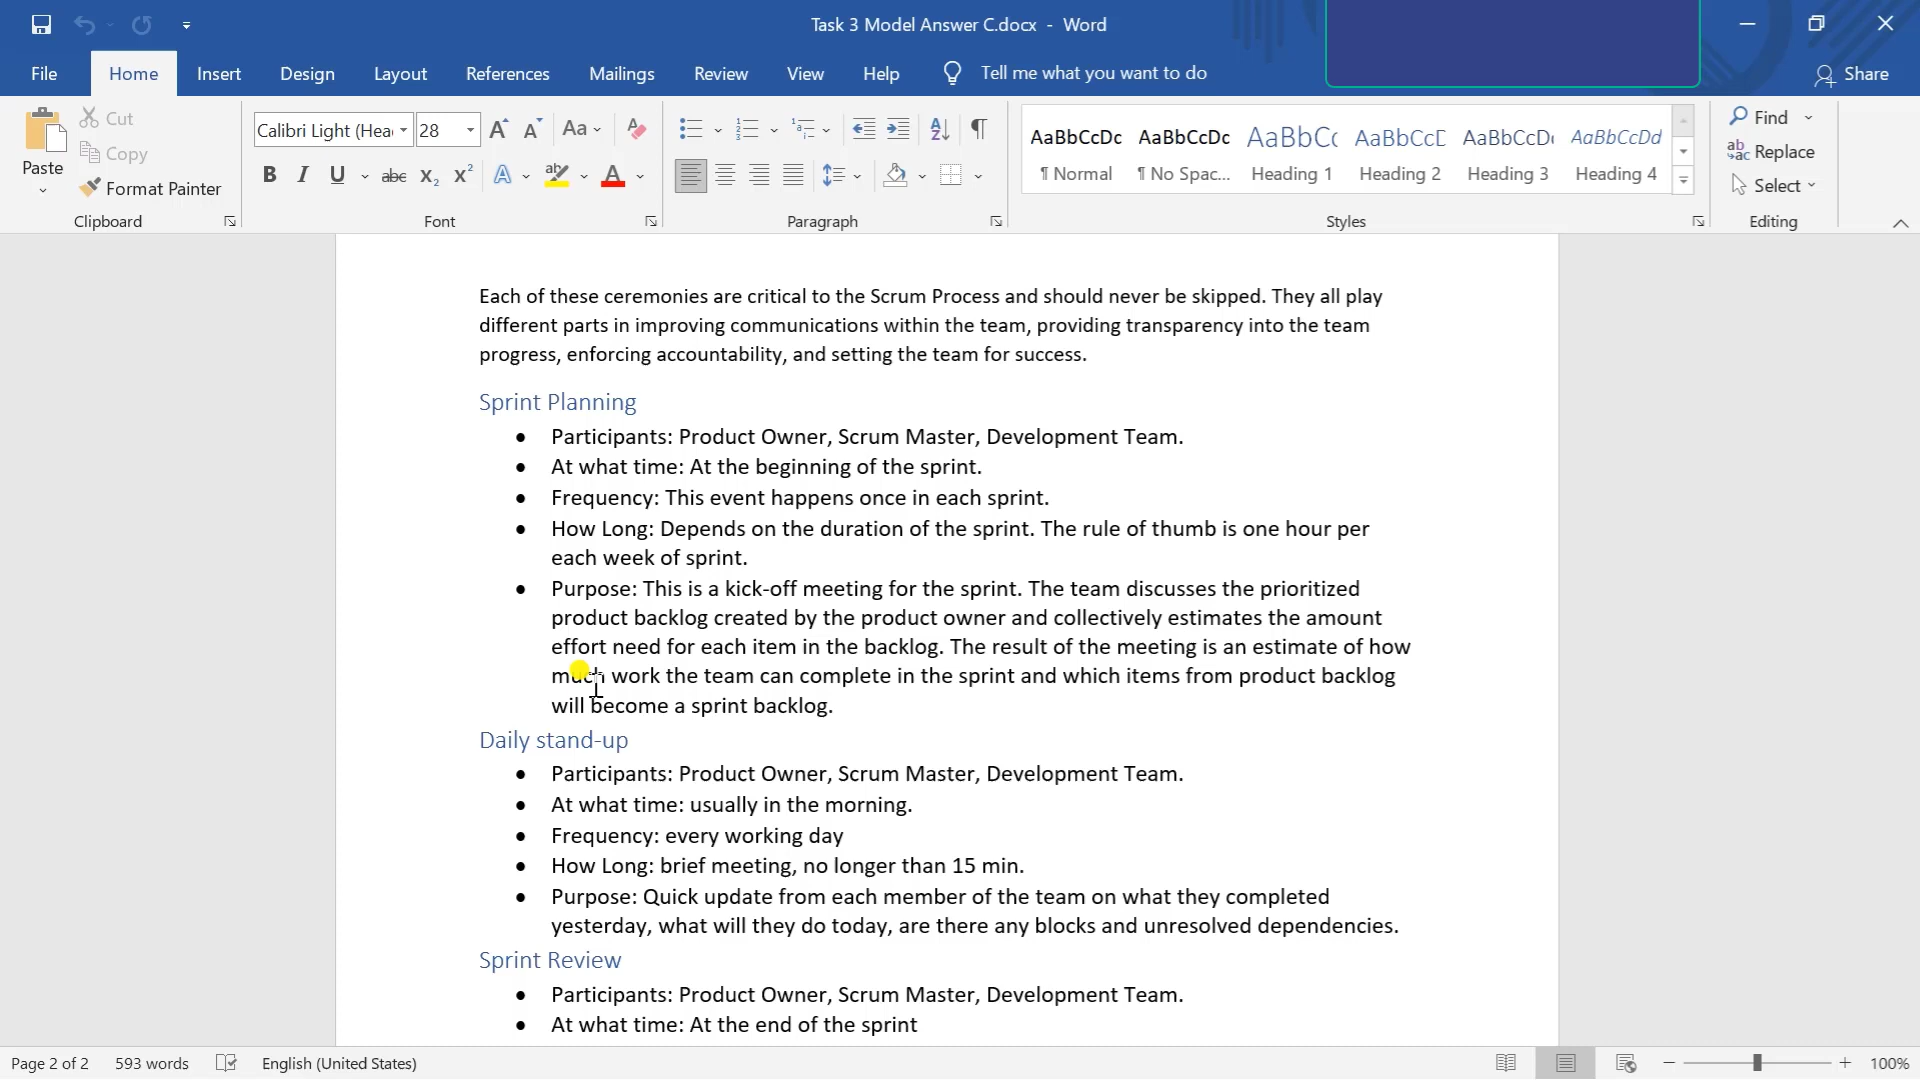 Task 3 Model Answer C.docx - Word
File Home Insert Design Layout References Mailings Review View Help Tell me what you want to do Share
Paste
Cut
Copy
Format Painter
Clipboard
Calibri Light (Hea 28
Font
Paragraph
AaBbCcDc AaBbCcDc AaBbC AaBbCcD AaBbCcD AaBbCcDd
¶ Normal ¶ No Spac... Heading 1 Heading 2 Heading 3 Heading 4
Styles
Find
Replace
Select
Editing
Each of these ceremonies are critical to the Scrum Process and should never be skipped. They all play
different parts in improving communications within the team, providing transparency into the team
progress, enforcing accountability, and setting the team for success.
Sprint Planning
• Participants: Product Owner, Scrum Master, Development Team.
• At what time: At the beginning of the sprint.
• Frequency: This event happens once in each sprint.
• How Long: Depends on the duration of the sprint. The rule of thumb is one hour per
each week of sprint.
• Purpose: This is a kick-off meeting for the sprint. The team discusses the prioritized
product backlog created by the product owner and collectively estimates the amount
effort need for each item in the backlog. The result of the meeting is an estimate of how
much work the team can complete in the sprint and which items from product backlog
will become a sprint backlog.
Daily stand-up
• Participants: Product Owner, Scrum Master, Development Team.
• At what time: usually in the morning.
• Frequency: every working day
• How Long: brief meeting, no longer than 15 min.
• Purpose: Quick update from each member of the team on what they completed
yesterday, what will they do today, are there any blocks and unresolved dependencies.
Sprint Review
• Participants: Product Owner, Scrum Master, Development Team.
• At what time: At the end of the sprint
Page 2 of 2 593 words English (United States) 100%